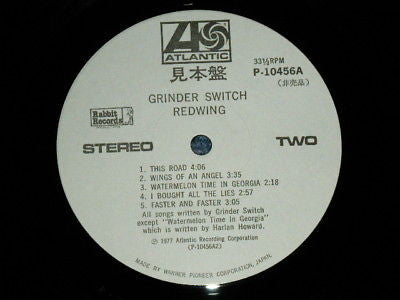 ATLANTIC
33⅓RPM
見本盤
P-10456A
(非売品)
GRINDER SWITCH
REDWING
Rabbit
Records
STEREO
TWO
1. THIS ROAD 4:06
2. WINGS OF AN ANGEL 3:35
3. WATERMELON TIME IN GEORGIA 2:18
4. I BOUGHT ALL THE LIES 2:57
5. FASTER AND FASTER 3:05
All songs written by Grinder Switch
except "Watermelon Time In Georgia"
which is written by Harlan Howard.
℗ 1977 Atlantic Recording Corporation
(P-10456A2)
MADE BY WARNER PIONEER CORPORATION, JAPAN.